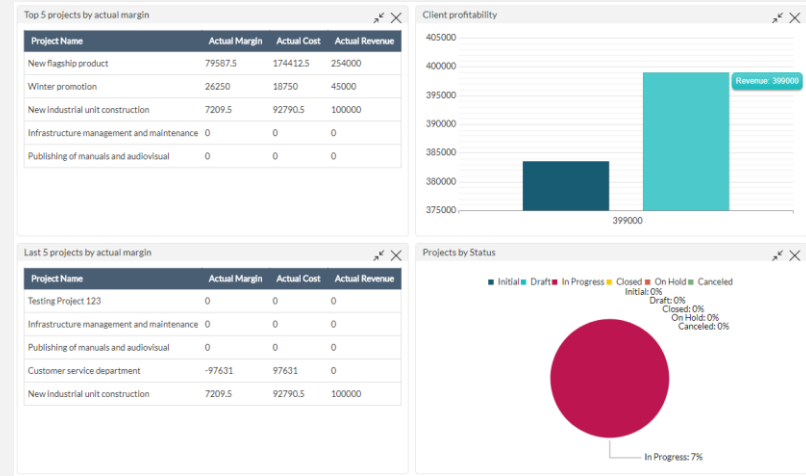 Top 5 projects by actual margin
Project Name Actual Margin Actual Cost Actual Revenue
New flagship product 79587.5 174412.5 254000
Winter promotion 26250 18750 45000
New industrial unit construction 7209.5 92790.5 100000
Infrastructure management and maintenance 0 0 0
Publishing of manuals and audiovisual 0 0 0
Client profitability
405000
400000
395000
390000
385000
380000
375000
Revenue: 399000
399000
Last 5 projects by actual margin
Project Name Actual Margin Actual Cost Actual Revenue
Testing Project 123 0 0 0
Infrastructure management and maintenance 0 0 0
Publishing of manuals and audiovisual 0 0 0
Customer service department -97631 97631 0
New industrial unit construction 7209.5 92790.5 100000
Projects by Status
Initial Draft In Progress Closed On Hold Canceled
Initial: 0%
Draft: 0%
Closed: 0%
On Hold: 0%
Canceled: 0%
In Progress: 7%